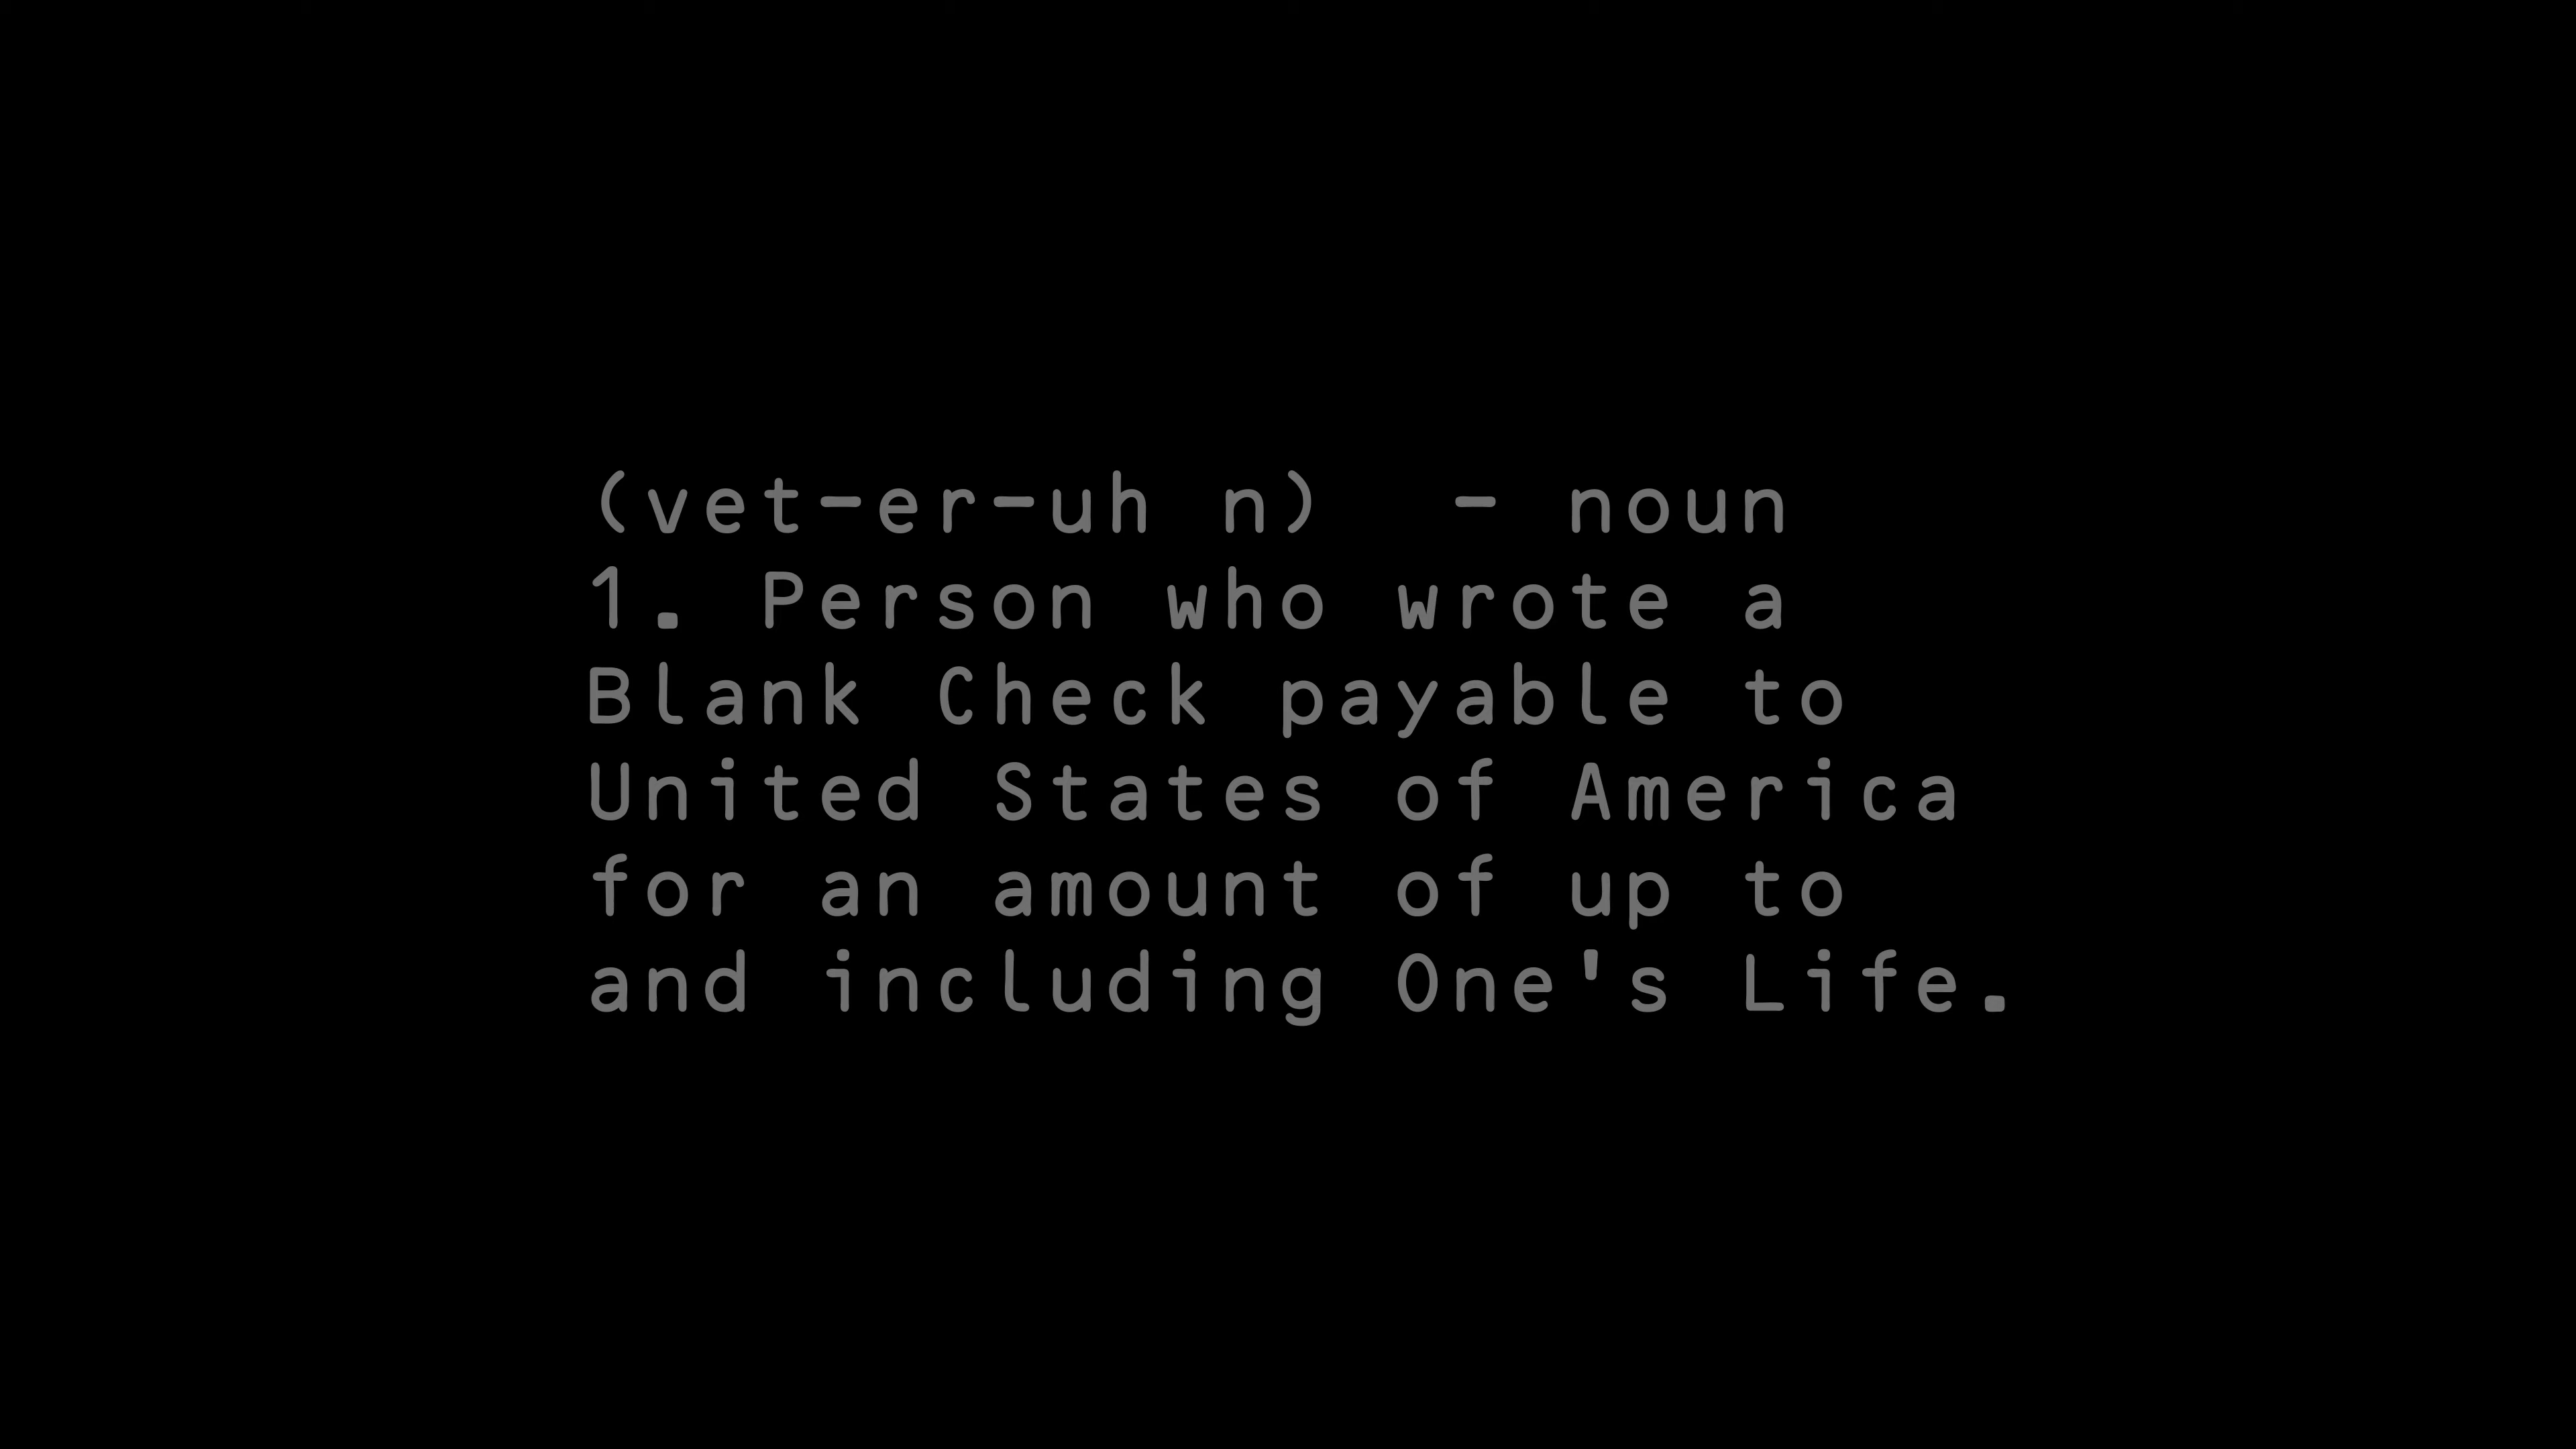 (vet-er-uh n)  - noun
1. Person who wrote a
Blank Check payable to
United States of America
for an amount of up to
and including One's Life.